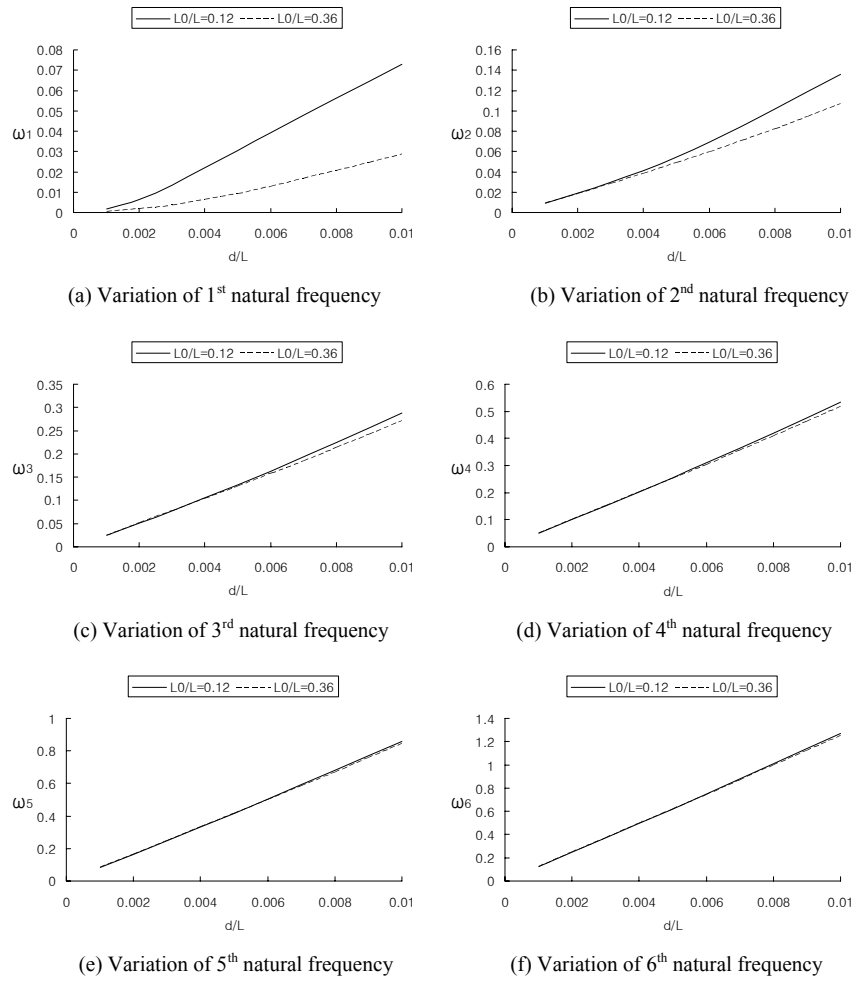 L0/L=0.12 L0/L=0.36
L0/L=0.12 L0/L=0.36
0.08
0.07
0.06
0.05
0.04
0.03
0.02
0.01
0
ω1
0 0.002 0.004 0.006 0.008 0.01
d/L
0.16
0.14
0.12
0.1
0.08
0.06
0.04
0.02
0
ω2
0 0.002 0.004 0.006 0.008 0.01
d/L
(a) Variation of 1st natural frequency
(b) Variation of 2nd natural frequency
L0/L=0.12 L0/L=0.36
L0/L=0.12 L0/L=0.36
0.35
0.3
0.25
0.2
0.15
0.1
0.05
0
ω3
0 0.002 0.004 0.006 0.008 0.01
d/L
0.6
0.5
0.4
0.3
0.2
0.1
0
ω4
0 0.002 0.004 0.006 0.008 0.01
d/L
(c) Variation of 3rd natural frequency
(d) Variation of 4th natural frequency
L0/L=0.12 L0/L=0.36
L0/L=0.12 L0/L=0.36
1
0.8
0.6
0.4
0.2
0
ω5
0 0.002 0.004 0.006 0.008 0.01
d/L
1.4
1.2
1
0.8
0.6
0.4
0.2
0
ω6
0 0.002 0.004 0.006 0.008 0.01
d/L
(e) Variation of 5th natural frequency
(f) Variation of 6th natural frequency